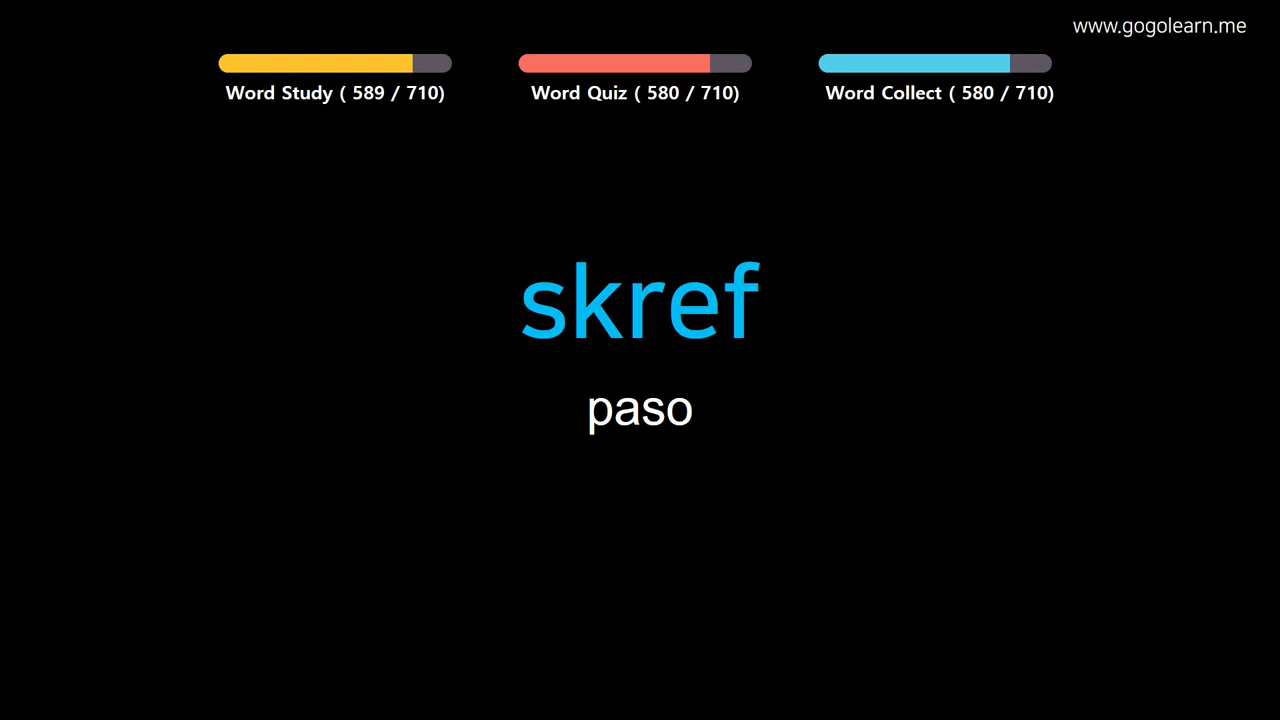 www.gogolearn.me
Word Study ( 589 / 710)
Word Quiz ( 580 / 710)
Word Collect ( 580 / 710)
skref
paso